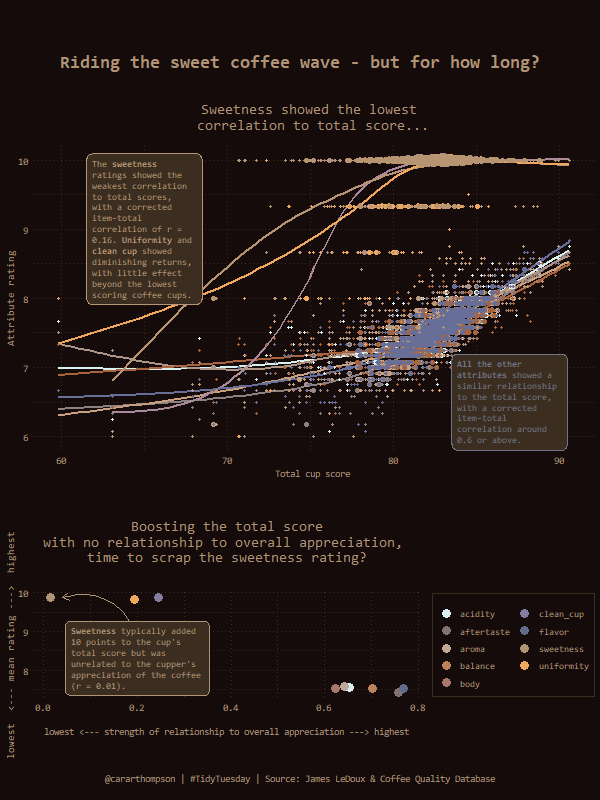 Riding the sweet coffee wave - but for how long?
Sweetness showed the lowest
correlation to total score...
The sweetness
ratings showed the
weakest correlation
to total scores,
with a corrected
item-total
correlation of r =
0.16. Uniformity and
clean cup showed
diminishing returns,
with little effect
beyond the lowest
scoring coffee cups.
10
9
8
7
6
Attribute rating
All the other
attributes showed a
similar relationship
to the total score,
with a corrected
item-total
correlation around
0.6 or above.
60 70 80 90
Total cup score
Boosting the total score
with no relationship to overall appreciation,
time to scrap the sweetness rating?
lowest <--- mean rating ---> highest
10
9
8
Sweetness typically added
10 points to the cup's
total score but was
unrelated to the cupper's
appreciation of the coffee
(r = 0.01).
0.0 0.2 0.4 0.6 0.8
lowest <--- strength of relationship to overall appreciation ---> highest
acidity
aftertaste
aroma
balance
body
clean_cup
flavor
sweetness
uniformity
@cararthompson | #TidyTuesday | Source: James LeDoux & Coffee Quality Database